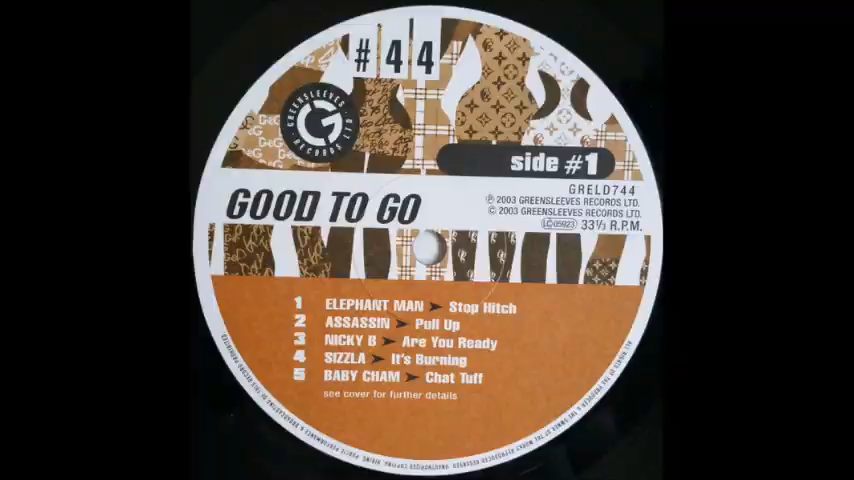 #44
GREENSLEEVES
RECORDS LTD
G
side #1
GRELD744
GOOD TO GO
℗ 2003 GREENSLEEVES RECORDS LTD.
© 2003 GREENSLEEVES RECORDS LTD.
LC 05923 33⅓ R.P.M.
1 ELEPHANT MAN ➤ Stop Hitch
2 ASSASSIN ➤ Pull Up
3 NICKY B ➤ Are You Ready
4 SIZZLA ➤ It's Burning
5 BABY CHAM ➤ Chat Tuff
see cover for further details